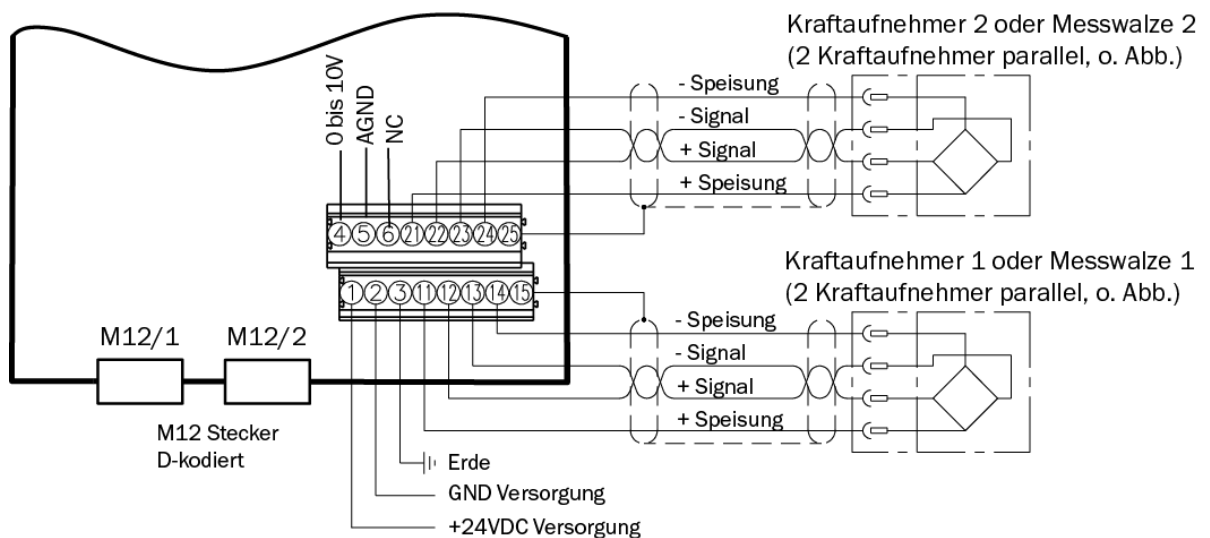 Kraftaufnehmer 2 oder Messwalze 2
(2 Kraftaufnehmer parallel, o. Abb.)
0 bis 10V
AGND
NC
- Speisung
- Signal
+ Signal
+ Speisung
4 5 6 21 22 23 24 25
Kraftaufnehmer 1 oder Messwalze 1
(2 Kraftaufnehmer parallel, o. Abb.)
1 2 3 11 12 13 14 15
- Speisung
- Signal
+ Signal
+ Speisung
M12/1
M12/2
M12 Stecker
D-kodiert
Erde
GND Versorgung
+24VDC Versorgung